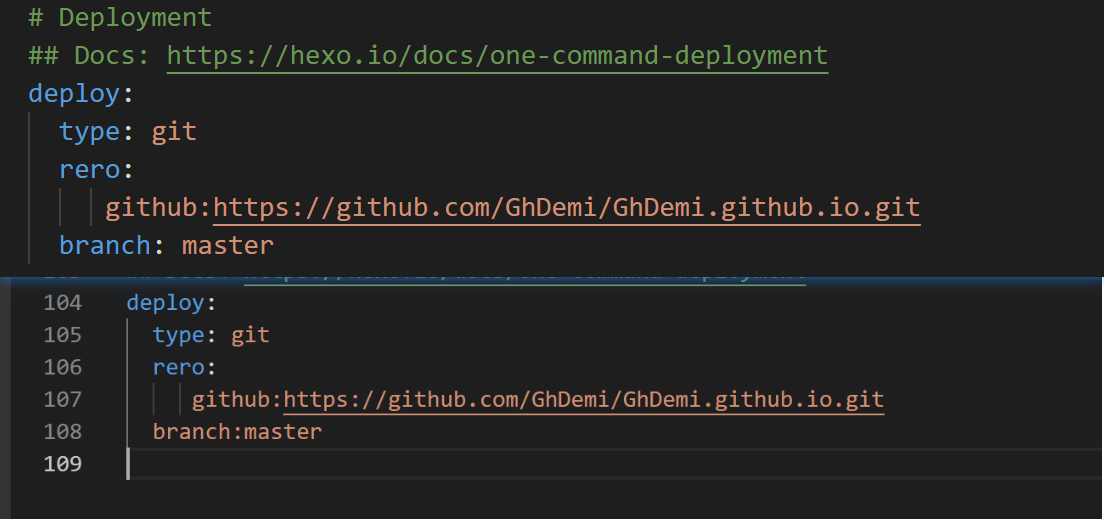 # Deployment
## Docs: https://hexo.io/docs/one-command-deployment
deploy:
type: git
rero:
github:https://github.com/GhDemi/GhDemi.github.io.git
branch: master
104 deploy:
105 type: git
106 rero:
107 github:https://github.com/GhDemi/GhDemi.github.io.git
108 branch:master
109